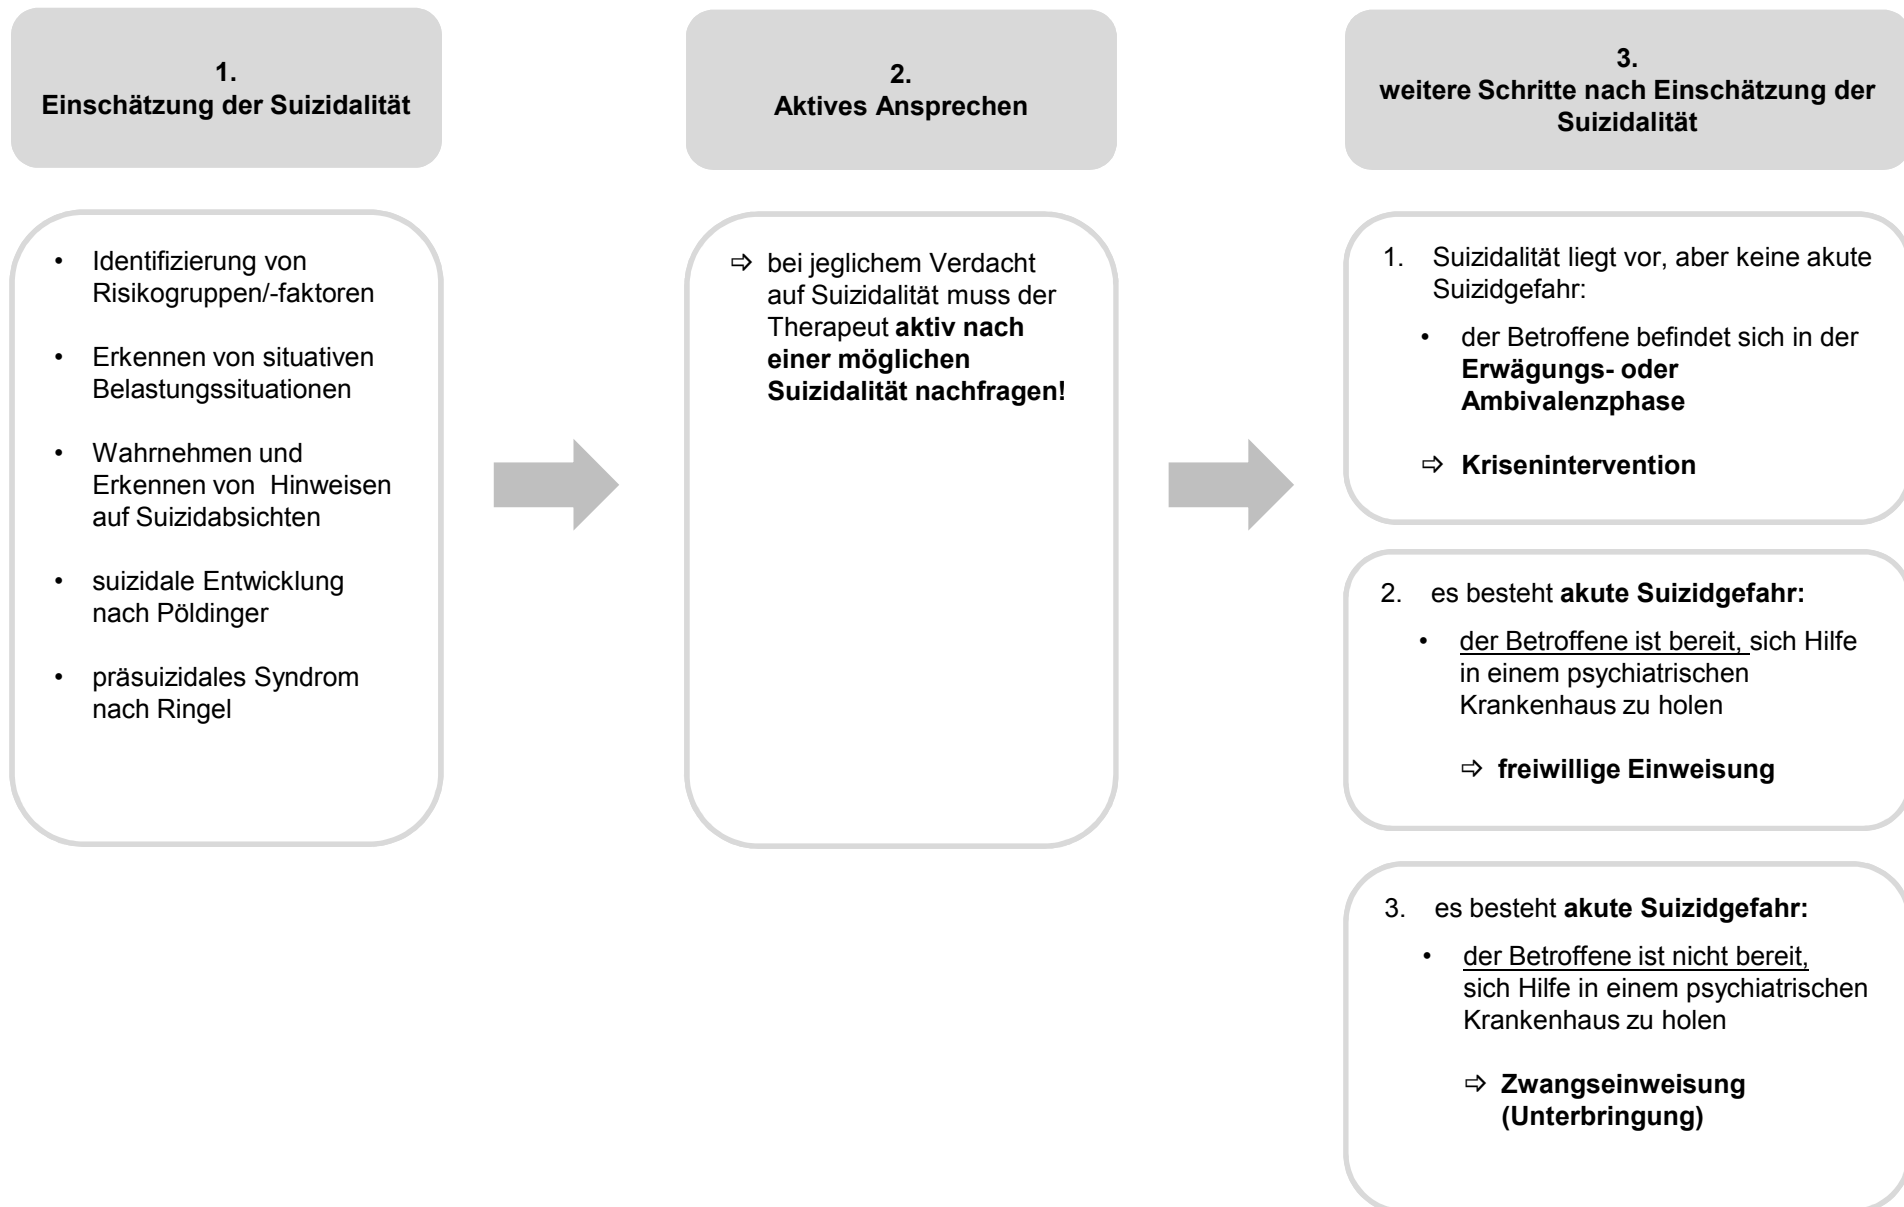 1.
Einschätzung der Suizidalität
• Identifizierung von
Risikogruppen/-faktoren
• Erkennen von situativen
Belastungssituationen
• Wahrnehmen und
Erkennen von Hinweisen
auf Suizidabsichten
• suizidale Entwicklung
nach Pöldinger
• präsuizidales Syndrom
nach Ringel
2.
Aktives Ansprechen
⇨ bei jeglichem Verdacht
auf Suizidalität muss der
Therapeut aktiv nach
einer möglichen
Suizidalität nachfragen!
3.
weitere Schritte nach Einschätzung der
Suizidalität
1. Suizidalität liegt vor, aber keine akute
Suizidgefahr:
• der Betroffene befindet sich in der
Erwägungs- oder
Ambivalenzphase
⇨ Krisenintervention
2. es besteht akute Suizidgefahr:
• der Betroffene ist bereit, sich Hilfe
in einem psychiatrischen
Krankenhaus zu holen
⇨ freiwillige Einweisung
3. es besteht akute Suizidgefahr:
• der Betroffene ist nicht bereit,
sich Hilfe in einem psychiatrischen
Krankenhaus zu holen
⇨ Zwangseinweisung
(Unterbringung)